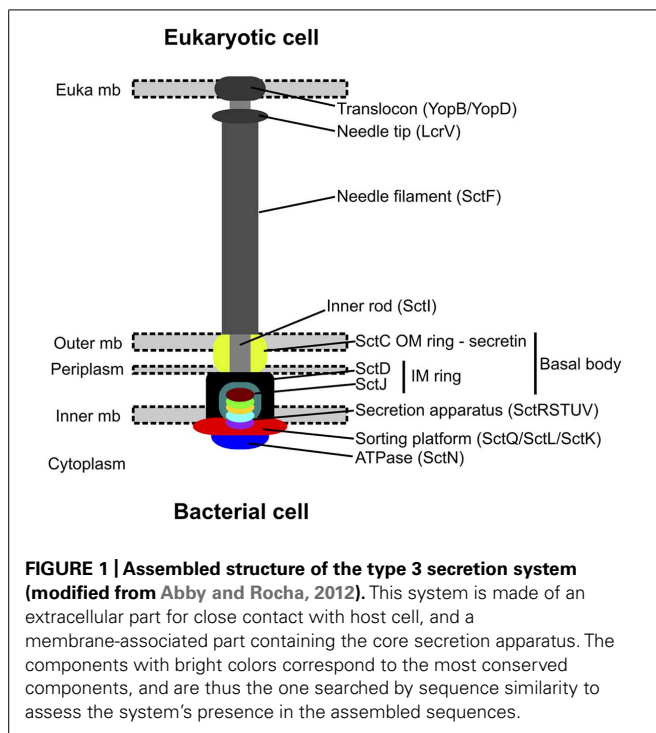 Eukaryotic cell
Euka mb
Translocon (YopB/YopD)
Needle tip (LcrV)
Needle filament (SctF)
Inner rod (SctI)
Outer mb
SctC OM ring - secretin
Periplasm
SctD
SctJ
IM ring
Basal body
Inner mb
Secretion apparatus (SctRSTUV)
Sorting platform (SctQ/SctL/SctK)
Cytoplasm
ATPase (SctN)
Bacterial cell
FIGURE 1 | Assembled structure of the type 3 secretion system
(modified from Abby and Rocha, 2012). This system is made of an
extracellular part for close contact with host cell, and a
membrane-associated part containing the core secretion apparatus. The
components with bright colors correspond to the most conserved
components, and are thus the one searched by sequence similarity to
assess the system's presence in the assembled sequences.